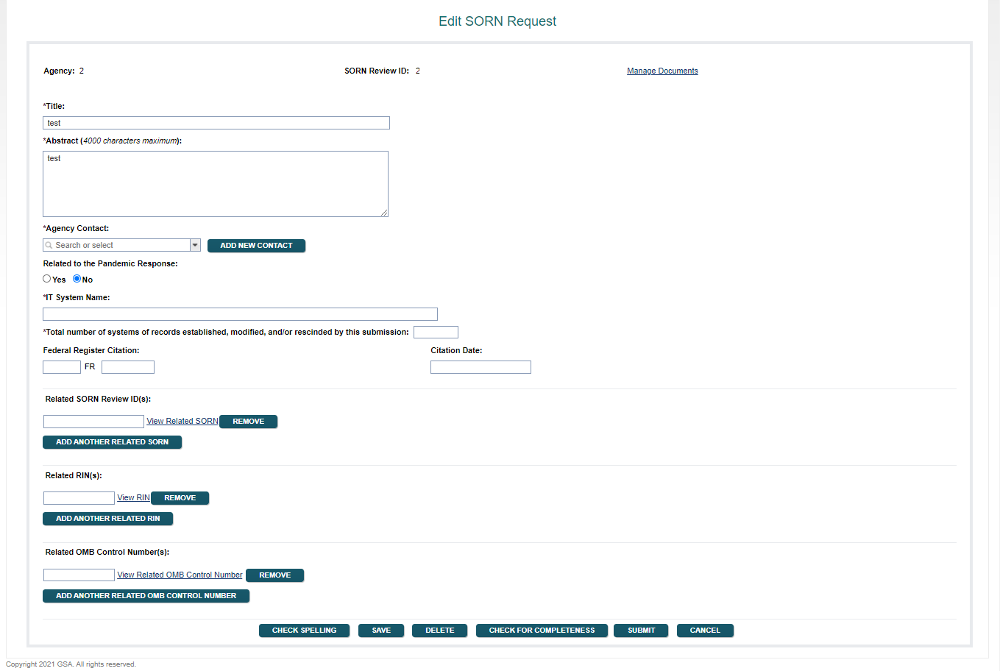 Edit SORN Request
Agency: 2 SORN Review ID: 2 Manage Documents
*Title:
test
*Abstract (4000 characters maximum):
test
*Agency Contact:
Search or select ADD NEW CONTACT
Related to the Pandemic Response:
Yes No
*IT System Name:
*Total number of systems of records established, modified, and/or rescinded by this submission:
Federal Register Citation: Citation Date:
FR
Related SORN Review ID(s):
View Related SORN REMOVE
ADD ANOTHER RELATED SORN
Related RIN(s):
View RIN REMOVE
ADD ANOTHER RELATED RIN
Related OMB Control Number(s):
View Related OMB Control Number REMOVE
ADD ANOTHER RELATED OMB CONTROL NUMBER
CHECK SPELLING SAVE DELETE CHECK FOR COMPLETENESS SUBMIT CANCEL
Copyright 2021 GSA. All rights reserved.